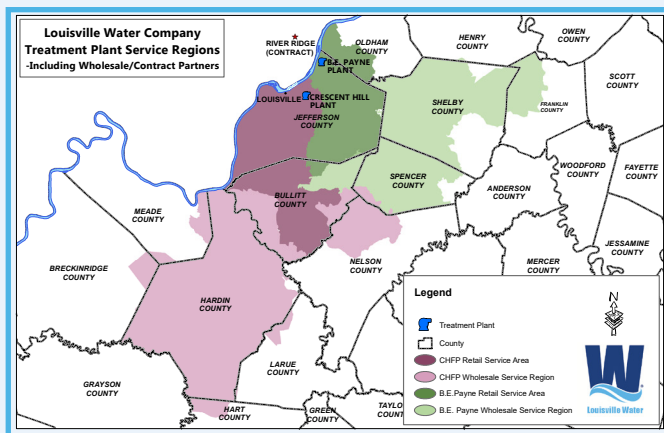 Louisville Water Company
Treatment Plant Service Regions
-Including Wholesale/Contract Partners
RIVER RIDGE
(CONTRACT)
OLDHAM
COUNTY
HENRY
COUNTY
OWEN
COUNTY
B.E. PAYNE
PLANT
SCOTT
COUNTY
LOUISVILLE
CRESCENT HILL
PLANT
JEFFERSON
COUNTY
SHELBY
COUNTY
FRANKLIN
COUNTY
WOODFORD
COUNTY
FAYETTE
COUNTY
SPENCER
COUNTY
ANDERSON
COUNTY
BULLITT
COUNTY
MEADE
COUNTY
JESSAMINE
COUNTY
NELSON
COUNTY
MERCER
COUNTY
BRECKINRIDGE
COUNTY
HARDIN
COUNTY
LARUE
COUNTY
GRAYSON
COUNTY
HART
COUNTY
GREEN
COUNTY
TAYLO
COUNT
Legend
N
Treatment Plant
County
CHFP Retail Service Area
CHFP Wholesale Service Region
B.E.Payne Retail Service Area
B.E. Payne Wholesale Service Region
W
Louisville Water